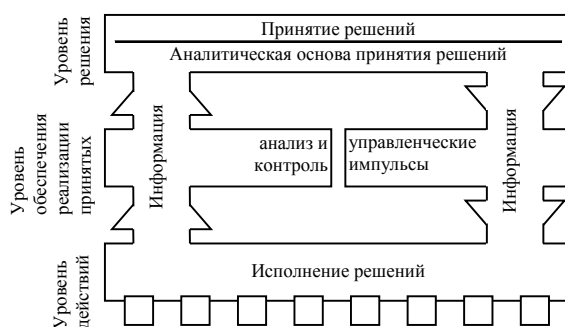 Уровень
решения
Принятие решений
Аналитическая основа принятия решений
Уровень
обеспечения
реализации
принятых
Информация
анализ и
контроль
управленческие
импульсы
Информация
Уровень
действий
Исполнение решений